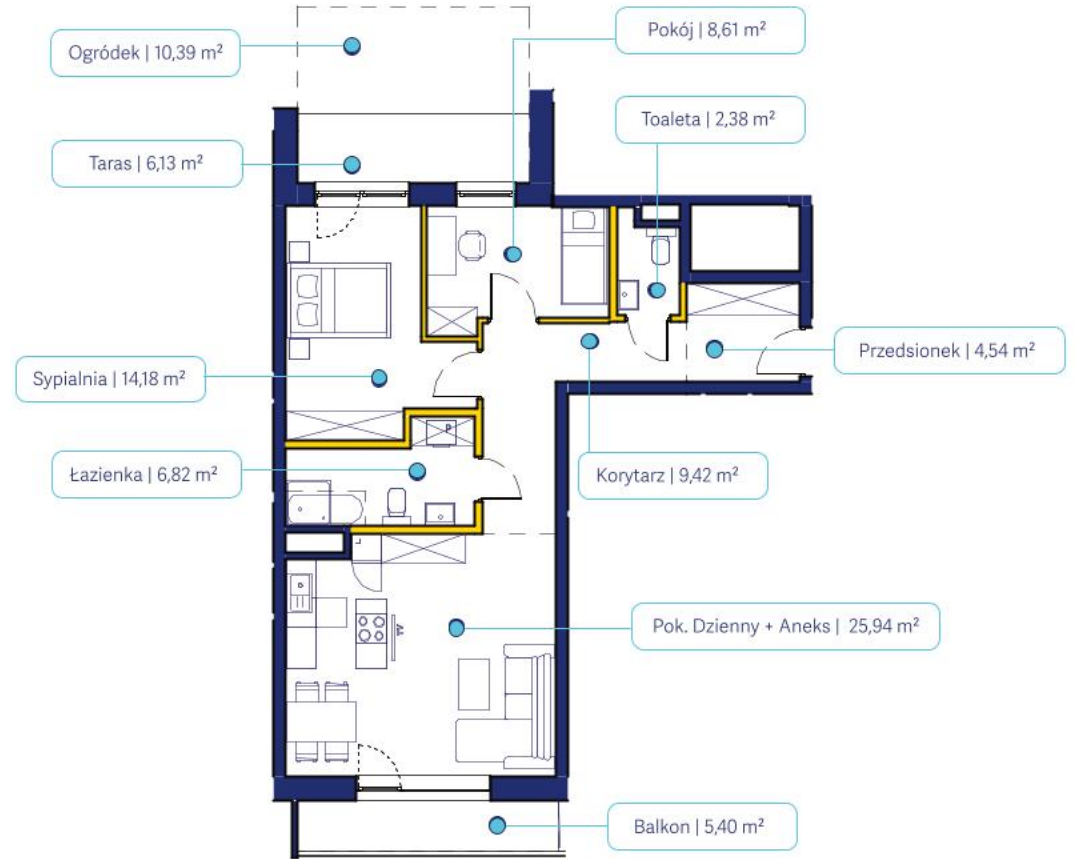 Ogródek | 10,39 m²
Pokój | 8,61 m²
Toaleta | 2,38 m²
Taras | 6,13 m²
Przedsionek | 4,54 m²
Sypialnia | 14,18 m²
Łazienka | 6,82 m²
Korytarz | 9,42 m²
Pok. Dzienny + Aneks | 25,94 m²
TV
L
Balkon | 5,40 m²